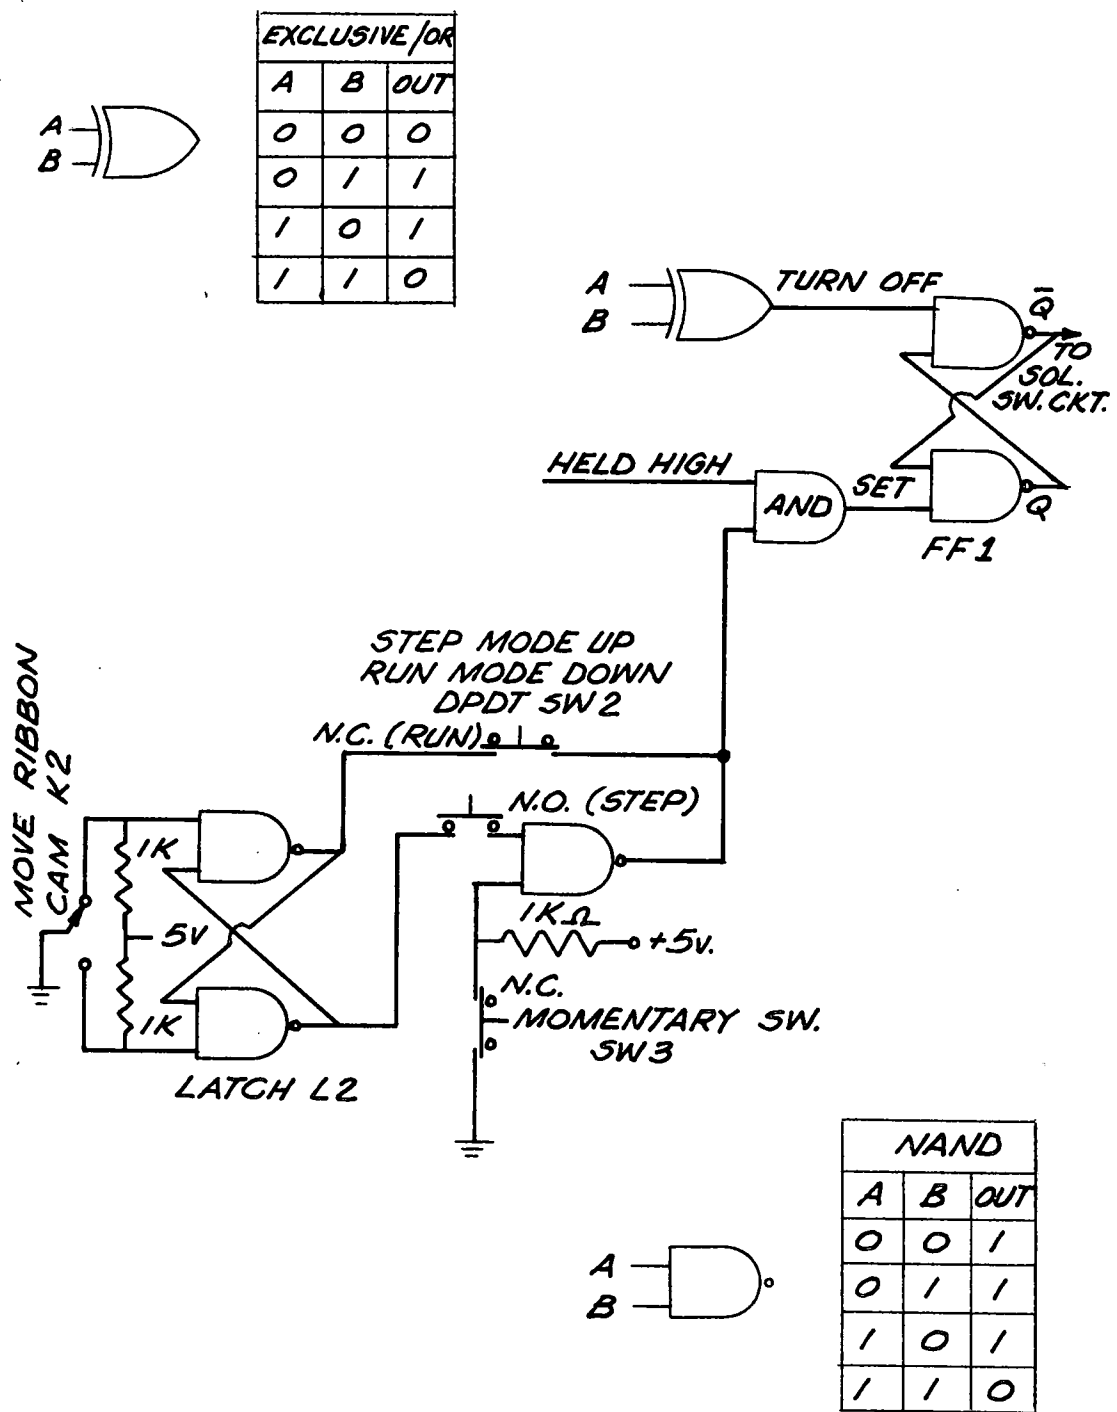 EXCLUSIVE/OR
A B OUT
0 0 0
0 1 1
1 0 1
1 1 0
A
B
A
B
TURN OFF
Q̅
TO
SOL.
SW. CKT.
HELD HIGH
AND
SET
Q
FF1
STEP MODE UP
RUN MODE DOWN
DPDT SW2
N.C. (RUN)
N.O. (STEP)
MOVE RIBBON
CAM K2
1K
5V
1K
LATCH L2
1KΩ
+5V.
N.C.
MOMENTARY SW.
SW3
NAND
A B OUT
0 0 1
0 1 1
1 0 1
1 1 0
A
B